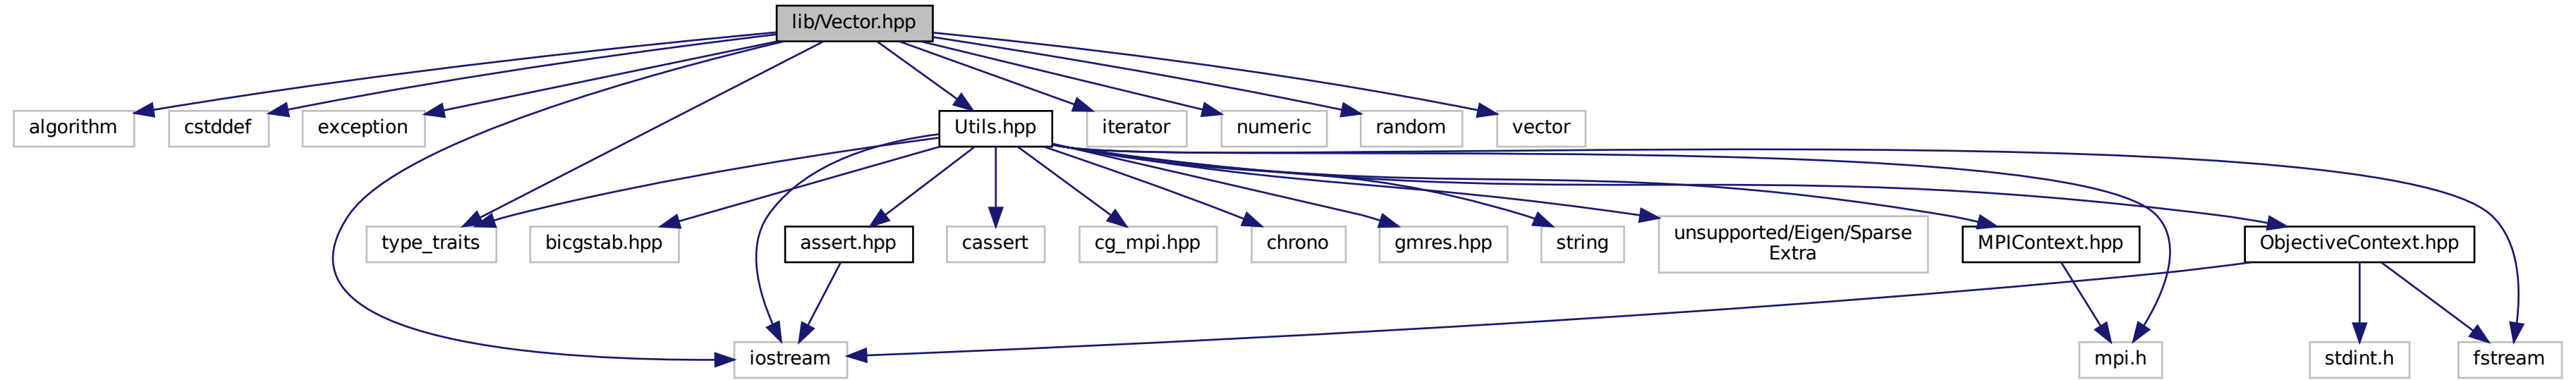 lib/Vector.hpp
algorithm
cstddef
exception
Utils.hpp
iterator
numeric
random
vector
type_traits
bicgstab.hpp
assert.hpp
cassert
cg_mpi.hpp
chrono
gmres.hpp
string
unsupported/Eigen/Sparse
Extra
MPIContext.hpp
ObjectiveContext.hpp
iostream
mpi.h
stdint.h
fstream